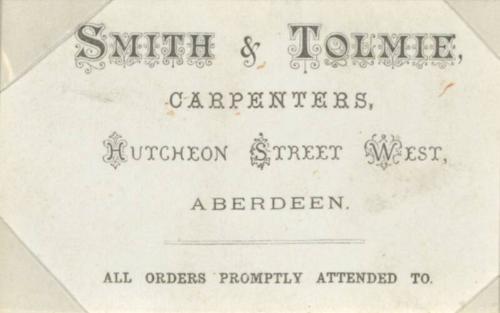 SMITH & TOLMIE,
CARPENTERS,
HUTCHEON STREET WEST,
ABERDEEN.
ALL ORDERS PROMPTLY ATTENDED TO.